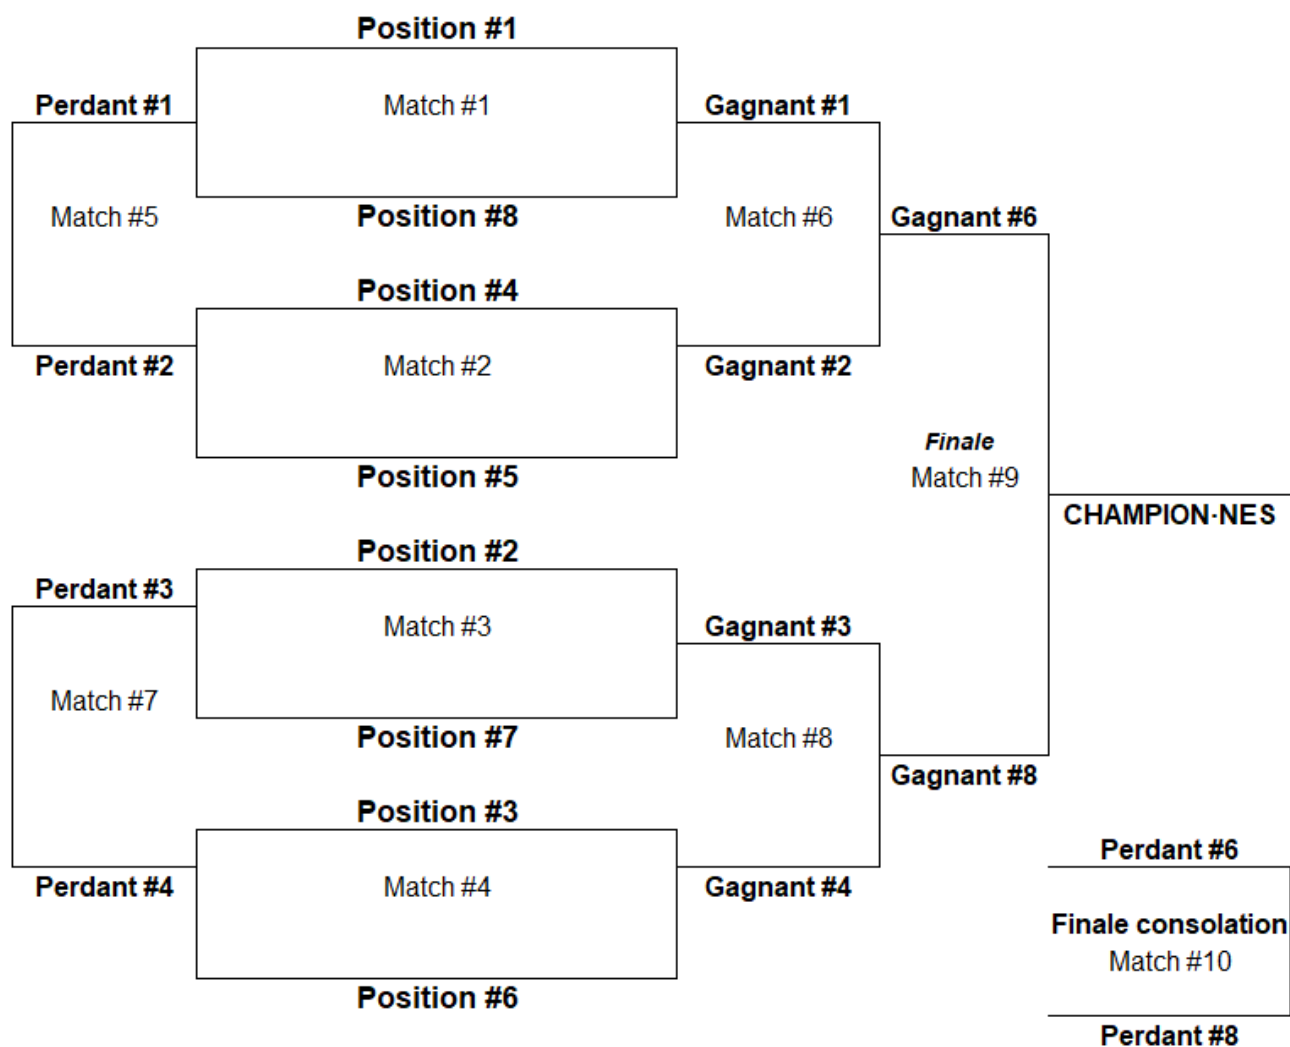 Position #1
Perdant #1
Match #1
Gagnant #1
Match #5
Position #8
Match #6
Gagnant #6
Position #4
Perdant #2
Match #2
Gagnant #2
Finale
Position #5
Match #9
CHAMPION·NES
Position #2
Perdant #3
Match #3
Gagnant #3
Match #7
Position #7
Match #8
Gagnant #8
Position #3
Perdant #6
Perdant #4
Match #4
Gagnant #4
Finale consolation
Match #10
Position #6
Perdant #8